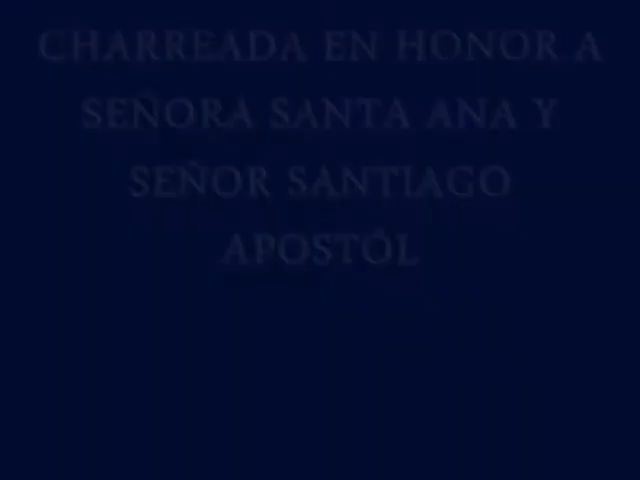 CHARREADA EN HONOR A
SEÑORA SANTA ANA Y
SEÑOR SANTIAGO
APOSTÓL